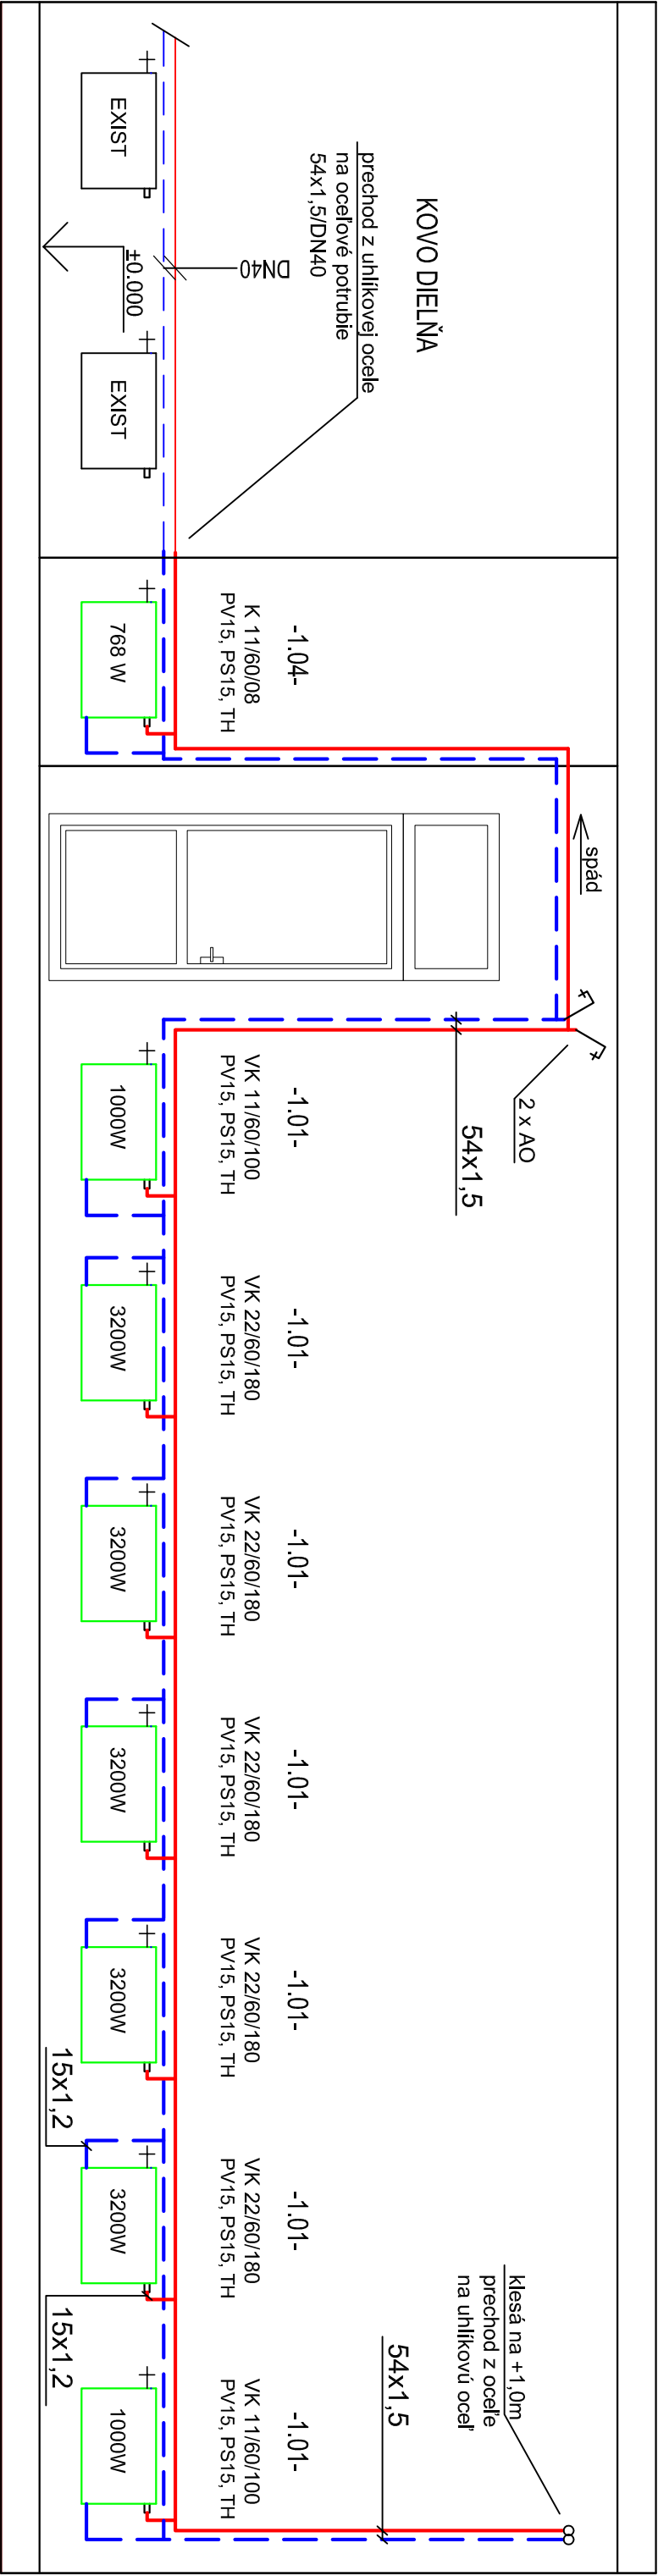 KOVO DIELŇA
prechod z uhlíkovej ocele
na oceľové potrubie
54x1,5/DN40
DN40
EXIST
±0.000
EXIST
-1.04-
K 11/60/08
PV15, PS15, TH
768 W
spád
2 x AO
54x1,5
-1.01-
VK 11/60/100
PV15, PS15, TH
1000W
-1.01-
VK 22/60/180
PV15, PS15, TH
3200W
-1.01-
VK 22/60/180
PV15, PS15, TH
3200W
-1.01-
VK 22/60/180
PV15, PS15, TH
3200W
-1.01-
VK 22/60/180
PV15, PS15, TH
3200W
15x1,2
-1.01-
VK 22/60/180
PV15, PS15, TH
3200W
15x1,2
klesá na +1,0m
prechod z oceľe
na uhlíkovú oceľ
54x1,5
-1.01-
VK 11/60/100
PV15, PS15, TH
1000W